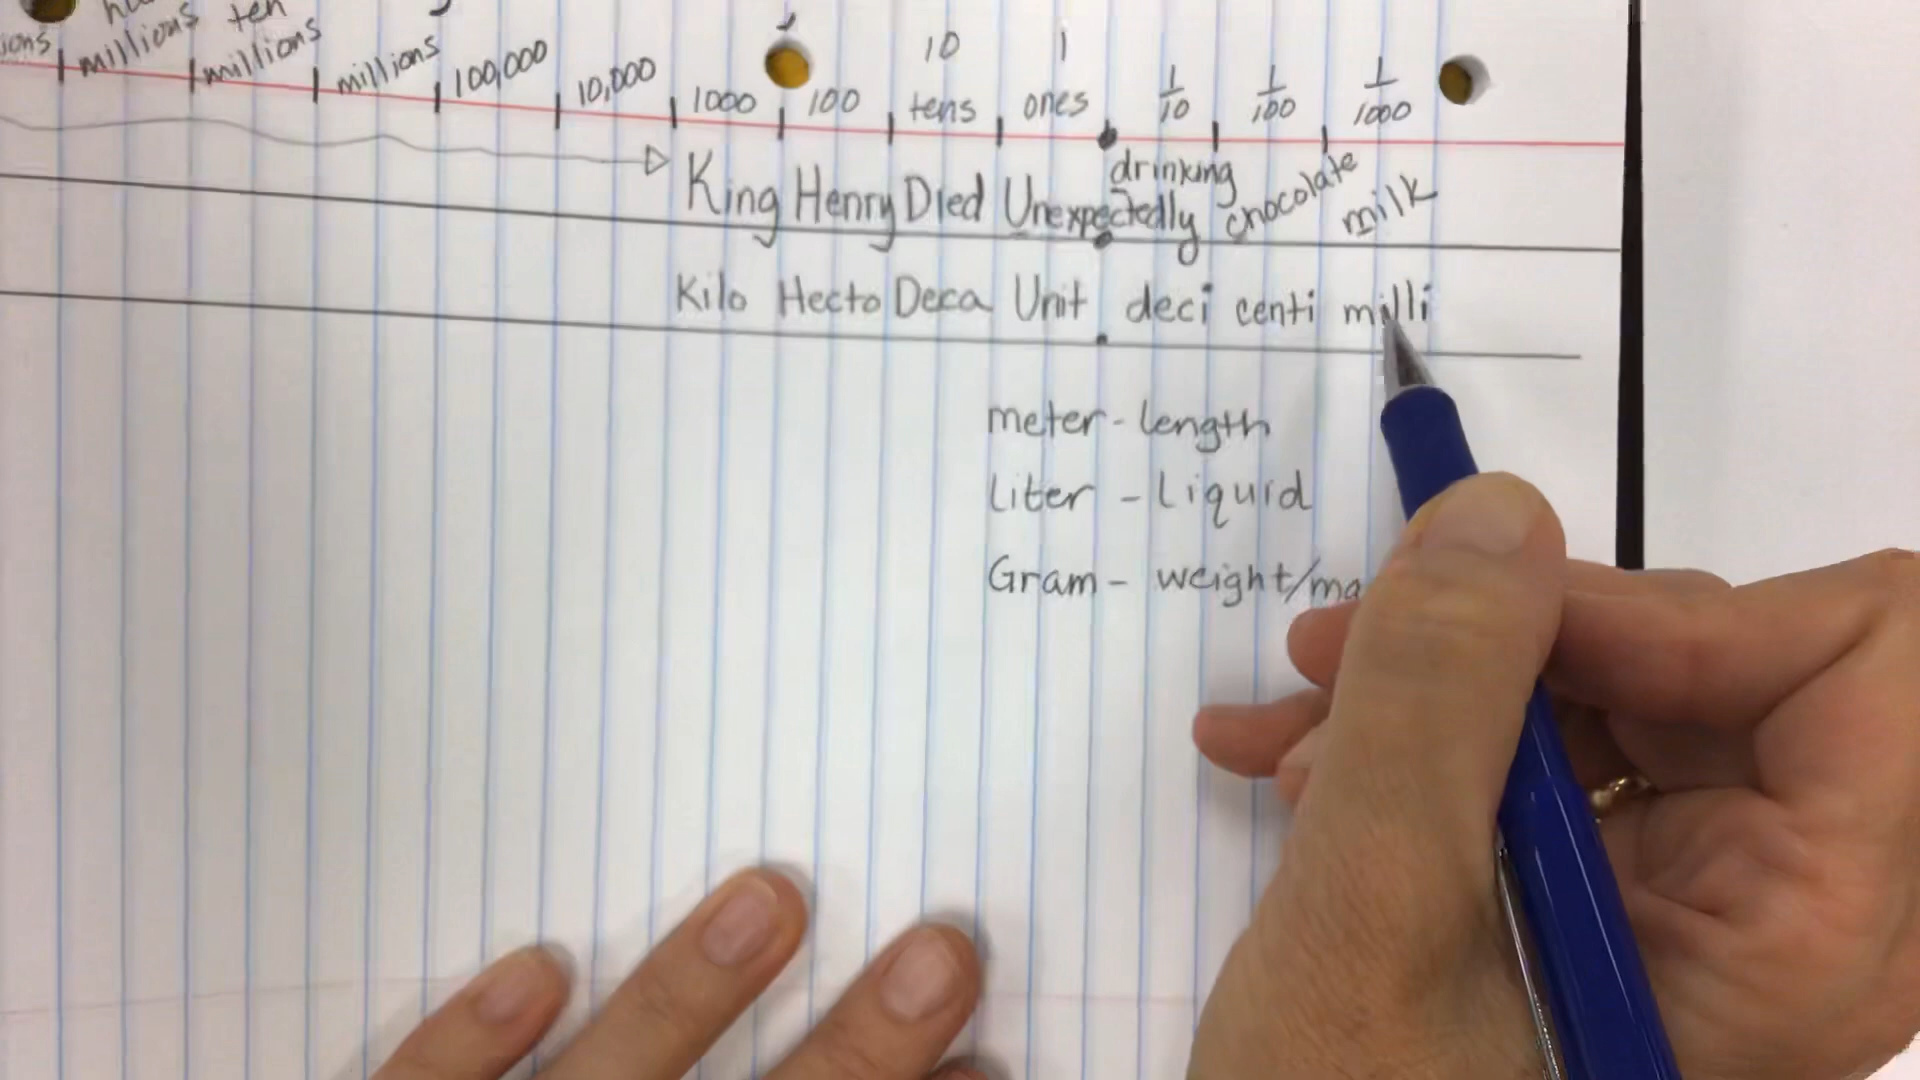 ten
millions millions millions 100,000 10,000 1000 100 tens ones 1/10 1/100 1/1000
10 1
King Henry Died Unexpectedly drinking chocolate milk
Kilo Hecto Deca Unit . deci centi milli
meter - length
Liter - Liquid
Gram - weight/ma